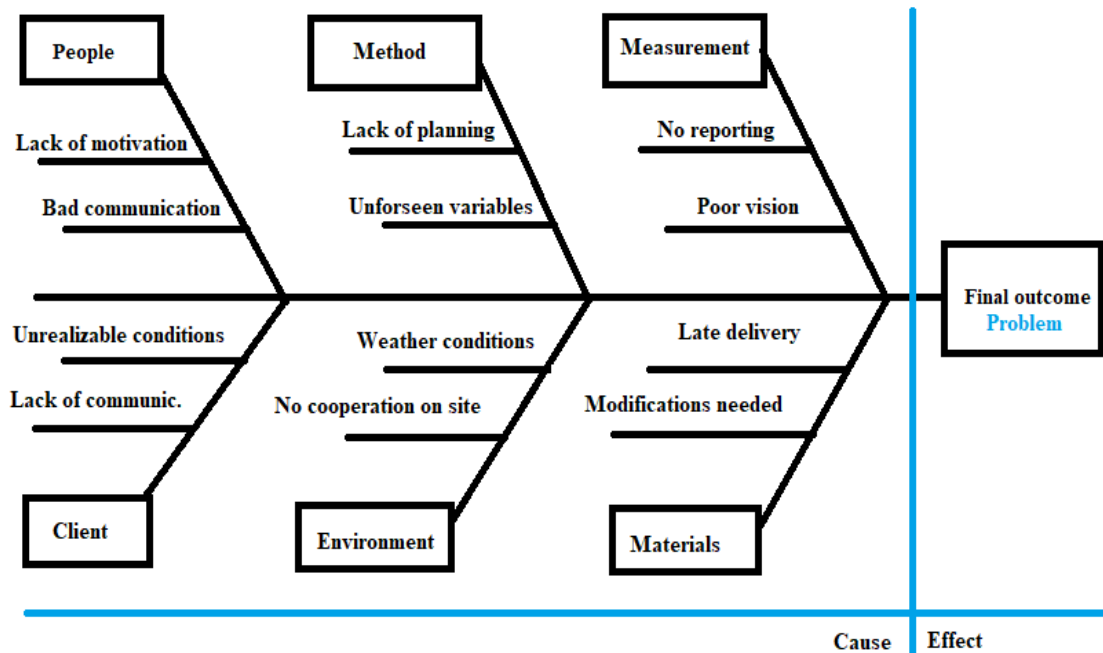 People
Method
Measurement
Lack of motivation
Lack of planning
No reporting
Bad communication
Unforseen variables
Poor vision
Final outcome
Problem
Unrealizable conditions
Weather conditions
Late delivery
Lack of communic.
No cooperation on site
Modifications needed
Client
Environment
Materials
Cause
Effect